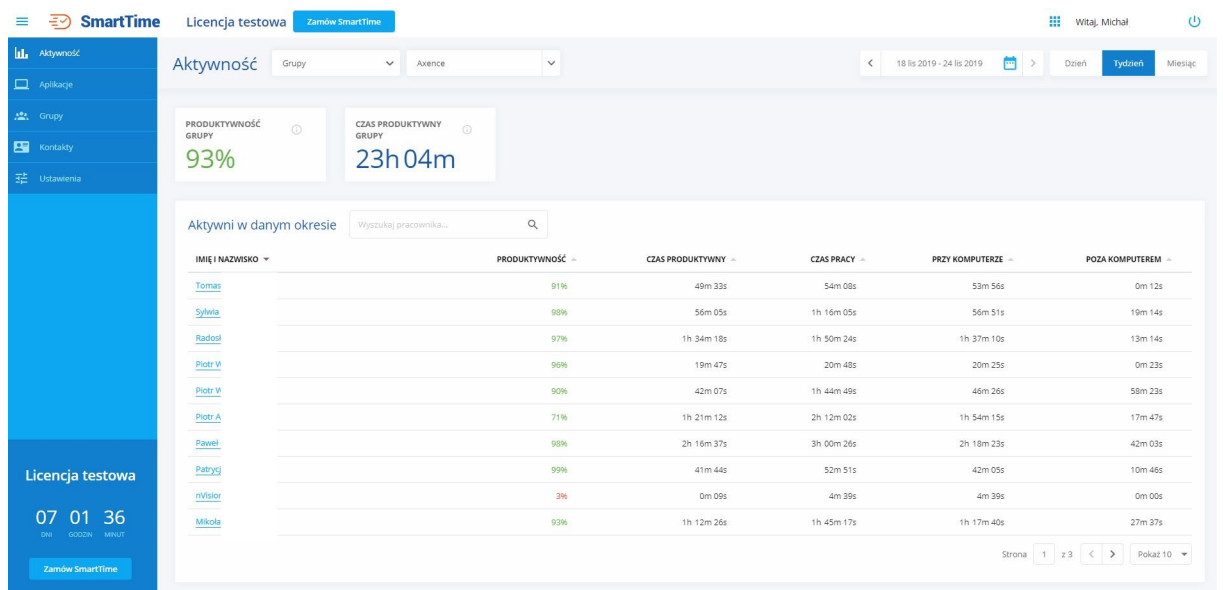 SmartTime Licencja testowa Zamów SmartTime Witaj, Michał
Aktywność
Aplikacje
Grupy
Kontakty
Ustawienia
Licencja testowa
07 01 36
DNI GODZIN MINUT
Zamów SmartTime
Aktywność Grupy Axence 18 lis 2019 - 24 lis 2019 Dzień Tydzień Miesiąc
PRODUKTYWNOŚĆ
GRUPY
93%
CZAS PRODUKTYWNY
GRUPY
23h 04m
Aktywni w danym okresie Wyszukaj pracownika...
IMIĘ I NAZWISKO PRODUKTYWNOŚĆ CZAS PRODUKTYWNY CZAS PRACY PRZY KOMPUTERZE POZA KOMPUTEREM
Tomas 91% 49m 33s 54m 08s 53m 56s 0m 12s
Sylwia 98% 56m 05s 1h 16m 05s 56m 51s 19m 14s
Radosł 97% 1h 34m 18s 1h 50m 24s 1h 37m 10s 13m 14s
Piotr W 96% 19m 47s 20m 48s 20m 25s 0m 23s
Piotr W 90% 42m 07s 1h 44m 49s 46m 26s 58m 23s
Piotr A 71% 1h 21m 12s 2h 12m 02s 1h 54m 15s 17m 47s
Paweł 98% 2h 16m 37s 3h 00m 26s 2h 18m 23s 42m 03s
Patrycj 99% 41m 44s 52m 51s 42m 05s 10m 46s
nVision 3% 0m 09s 4m 39s 4m 39s 0m 00s
Mikoła 93% 1h 12m 26s 1h 45m 17s 1h 17m 40s 27m 37s
Strona 1 z 3 Pokaż 10